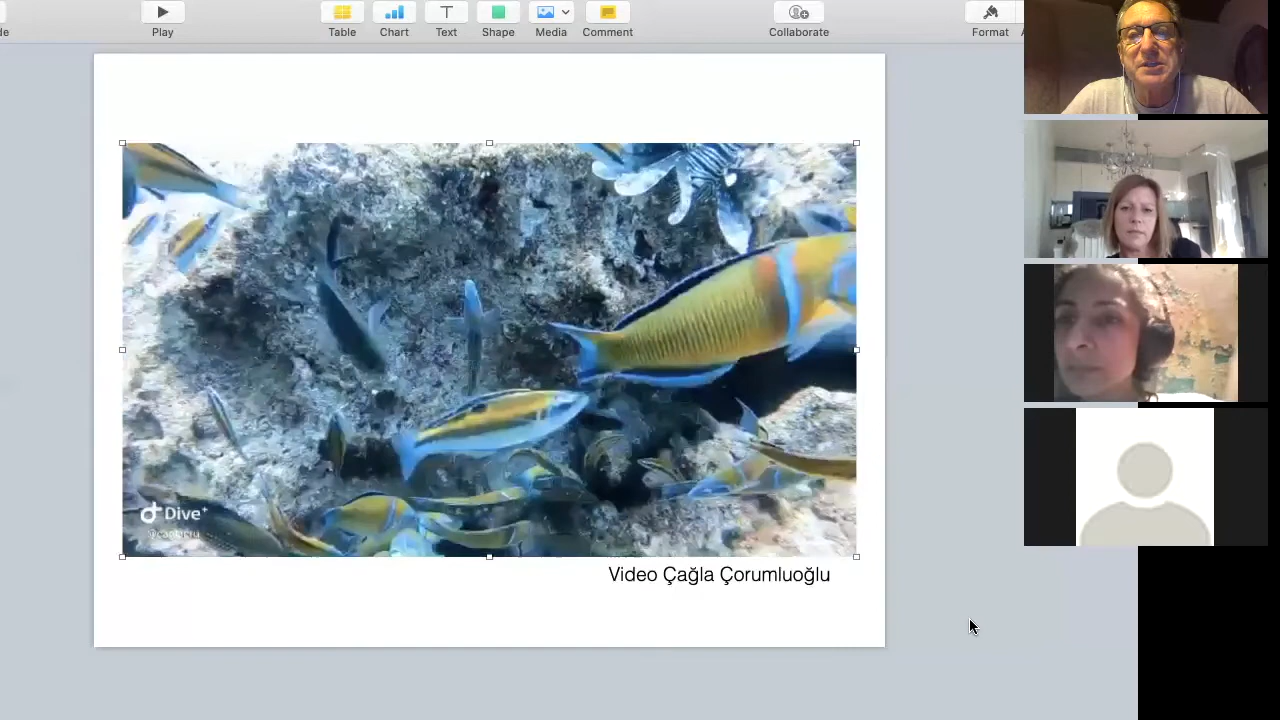 Play
Table
Chart
Text
Shape
Media
Comment
Collaborate
Format
Dive+
Video Çağla Çorumluoğlu